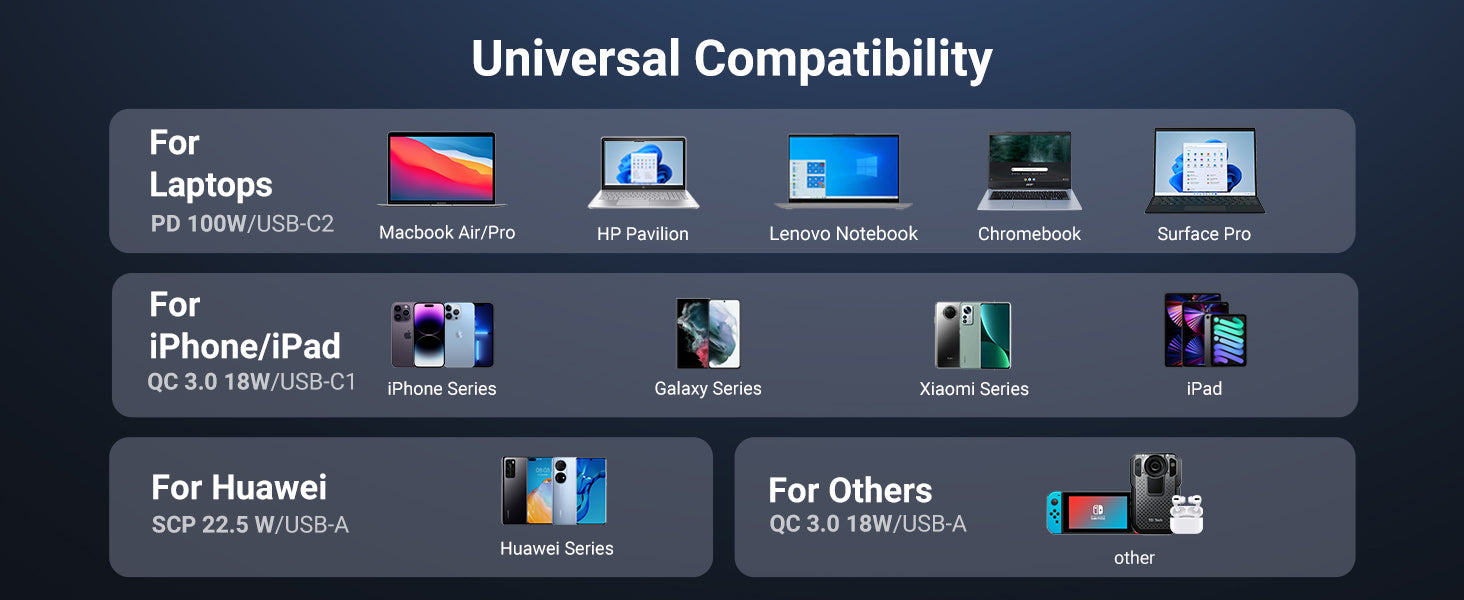 Universal Compatibility
For
Laptops
PD 100W/USB-C2
Macbook Air/Pro
HP Pavilion
Lenovo Notebook
Chromebook
Surface Pro
For
iPhone/iPad
QC 3.0 18W/USB-C1
iPhone Series
Galaxy Series
Xiaomi Series
iPad
For Huawei
SCP 22.5 W/USB-A
Huawei Series
For Others
QC 3.0 18W/USB-A
other